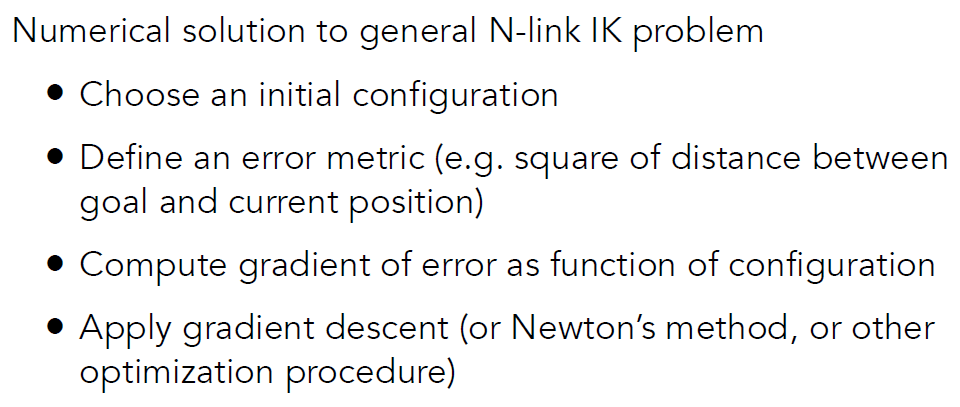 Numerical solution to general N-link IK problem
• Choose an initial configuration
• Define an error metric (e.g. square of distance between
goal and current position)
• Compute gradient of error as function of configuration
• Apply gradient descent (or Newton’s method, or other
optimization procedure)